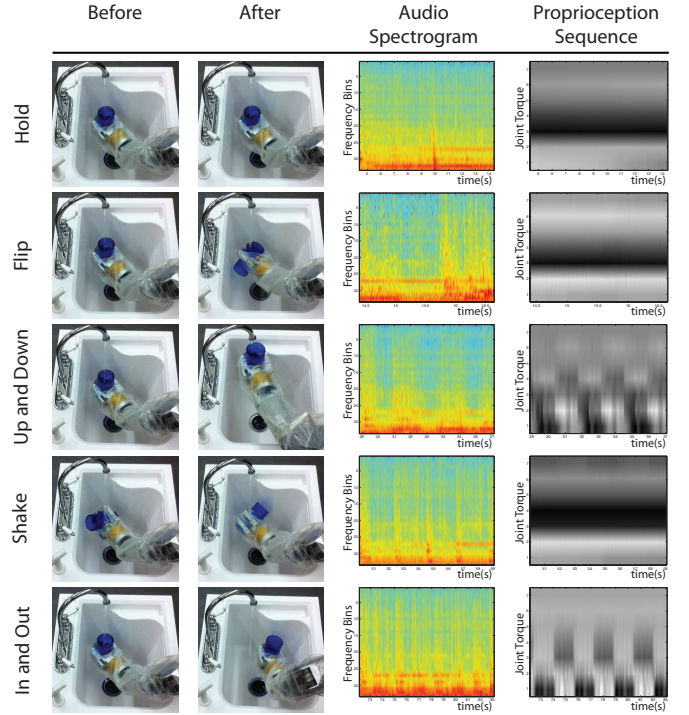 Before
After
Audio
Spectrogram
Proprioception
Sequence
Hold
Frequency Bins
time(s)
Joint Torque
time(s)
Flip
Frequency Bins
time(s)
Joint Torque
time(s)
Up and Down
Frequency Bins
time(s)
Joint Torque
time(s)
Shake
Frequency Bins
time(s)
Joint Torque
time(s)
In and Out
Frequency Bins
time(s)
Joint Torque
time(s)